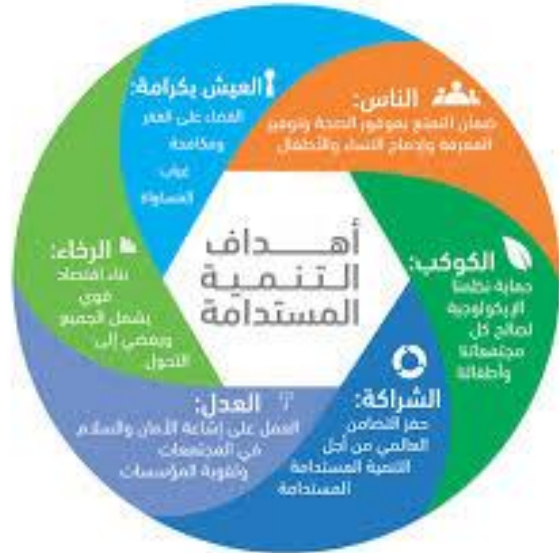 أهداف
التنمية
المستدامة
الناس:
ضمان التمتع بموفور الصحة وتوفير
المعرفة وإدماج النساء والأطفال
الكوكب:
حماية نظمنا
الإيكولوجية
لصالح كل
مجتمعاتنا
وأطفالنا
الشراكة:
حفز التضامن
العالمي من أجل
التنمية المستدامة
المستدامة
العدل:
العمل على إشاعة الأمان والسلام
في المجتمعات
وتقوية المؤسسات
الرخاء:
بناء اقتصاد
قوي
يشمل الجميع
ويفضي إلى
التحول
العيش بكرامة:
القضاء على الفقر
ومكافحة
غياب
المساواة